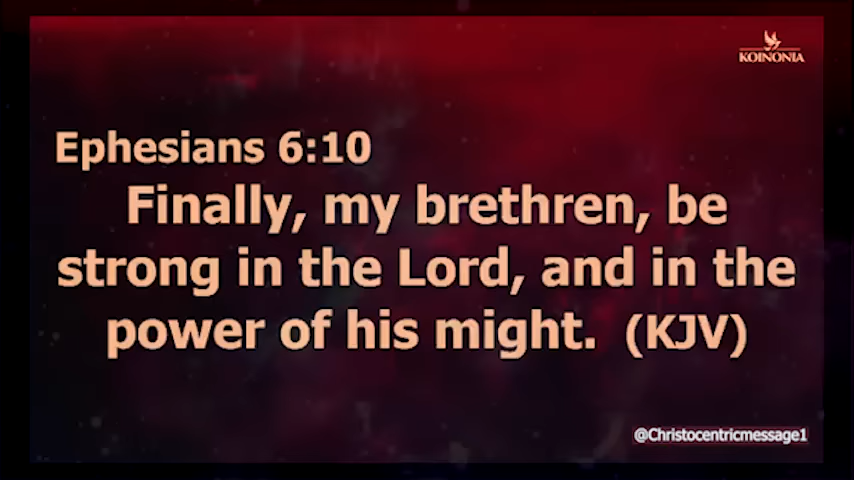 KOINONIA
Ephesians 6:10
Finally, my brethren, be
strong in the Lord, and in the
power of his might. (KJV)
@Christocentricmessage1